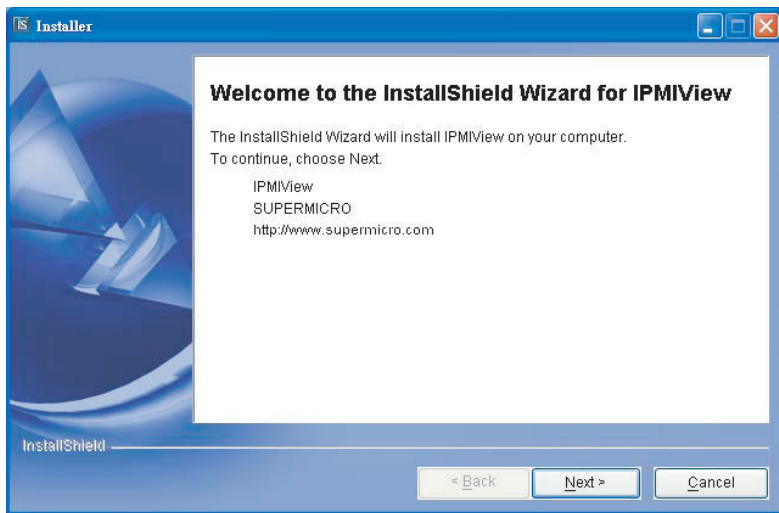 IS Installer
Welcome to the InstallShield Wizard for IPMIView
The InstallShield Wizard will install IPMIView on your computer.
To continue, choose Next.
IPMIView
SUPERMICRO
http://www.supermicro.com
InstallShield
< Back Next > Cancel